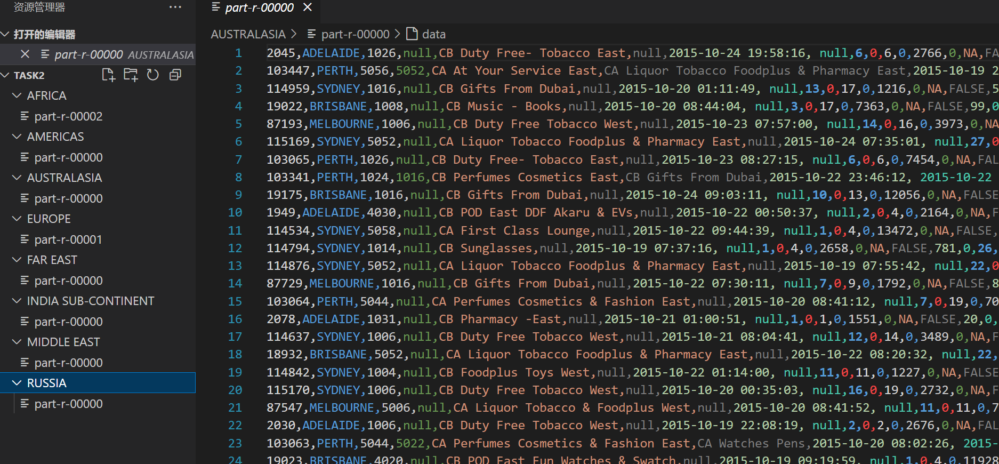 资源管理器 ···
打开的编辑器
part-r-00000 AUSTRALASIA
TASK2
AFRICA
part-r-00002
AMERICAS
part-r-00000
AUSTRALASIA
part-r-00000
EUROPE
part-r-00001
FAR EAST
part-r-00000
INDIA SUB-CONTINENT
part-r-00000
MIDDLE EAST
part-r-00000
RUSSIA
part-r-00000
part-r-00000
AUSTRALASIA > part-r-00000 > data
1 2045,ADELAIDE,1026,null,CB Duty Free- Tobacco East,null,2015-10-24 19:58:16, null,6,0,6,0,2766,0,NA,FA
2 103447,PERTH,5056,5052,CA At Your Service East,CA Liquor Tobacco Foodplus & Pharmacy East,2015-10-19 2
3 114959,SYDNEY,1016,null,CB Gifts From Dubai,null,2015-10-20 01:11:49, null,13,0,17,0,1216,0,NA,FALSE,5
4 19022,BRISBANE,1008,null,CB Music - Books,null,2015-10-20 08:44:04, null,3,0,17,0,7363,0,NA,FALSE,99,0
5 87193,MELBOURNE,1006,null,CB Duty Free Tobacco West,null,2015-10-23 07:57:00, null,14,0,16,0,3973,0,NA
6 115169,SYDNEY,5052,null,CA Liquor Tobacco Foodplus & Pharmacy East,null,2015-10-24 07:35:01, null,27,0
7 103065,PERTH,1026,null,CB Duty Free- Tobacco East,null,2015-10-23 08:27:15, null,6,0,6,0,7454,0,NA,FAL
8 103341,PERTH,1024,1016,CB Perfumes Cosmetics East,CB Gifts From Dubai,2015-10-22 23:46:12, 2015-10-22
9 19175,BRISBANE,1016,null,CB Gifts From Dubai,null,2015-10-24 09:03:11, null,10,0,13,0,12056,0,NA,FALSE
10 1949,ADELAIDE,4030,null,CB POD East DDF Akaru & EVs,null,2015-10-22 00:50:37, null,2,0,4,0,2164,0,NA,F
11 114534,SYDNEY,5058,null,CA First Class Lounge,null,2015-10-22 09:44:39, null,1,0,4,0,13472,0,NA,FALSE,
12 114794,SYDNEY,1014,null,CB Sunglasses,null,2015-10-19 07:37:16, null,1,0,4,0,2658,0,NA,FALSE,781,0,26,
13 114876,SYDNEY,5052,null,CA Liquor Tobacco Foodplus & Pharmacy East,null,2015-10-19 07:55:42, null,22,0
14 87729,MELBOURNE,1016,null,CB Gifts From Dubai,null,2015-10-22 07:30:11, null,7,0,9,0,1792,0,NA,FALSE,8
15 103064,PERTH,5044,null,CA Perfumes Cosmetics & Fashion East,null,2015-10-20 08:41:12, null,7,0,19,0,70
16 2078,ADELAIDE,1031,null,CB Pharmacy -East,null,2015-10-21 01:00:51, null,1,0,1,0,1551,0,NA,FALSE,20,0,
17 114637,SYDNEY,1006,null,CB Duty Free Tobacco West,null,2015-10-21 08:04:41, null,12,0,14,0,3489,0,NA,F
18 18932,BRISBANE,5052,null,CA Liquor Tobacco Foodplus & Pharmacy East,null,2015-10-22 08:20:32, null,22,
19 114842,SYDNEY,1004,null,CB Foodplus Toys West,null,2015-10-22 01:14:00, null,11,0,11,0,1227,0,NA,FALSE
20 115170,SYDNEY,1006,null,CB Duty Free Tobacco West,null,2015-10-20 00:35:03, null,16,0,19,0,2732,0,NA,F
21 87547,MELBOURNE,5006,null,CA Liquor Tobacco & Foodplus West,null,2015-10-20 08:41:52, null,11,0,11,0,7
22 2030,ADELAIDE,1006,null,CB Duty Free Tobacco West,null,2015-10-19 22:08:19, null,2,0,2,0,2676,0,NA,FAL
23 103063,PERTH,5044,5022,CA Perfumes Cosmetics & Fashion East,CA Watches Pens,2015-10-20 08:02:26, 2015-
24 19023,BRISBANE,4020,null,CB POD East Fun Watches & Swatch,null,2015-10-19 09:19:59, null,1,0,4,0,11928